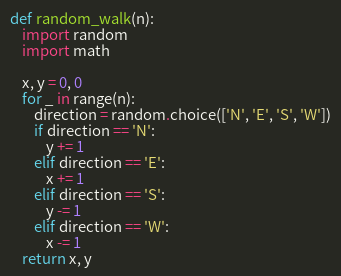 def random_walk(n):
    import random
    import math

    x, y = 0, 0
    for _ in range(n):
        direction = random.choice(['N', 'E', 'S', 'W'])
        if direction == 'N':
            y += 1
        elif direction == 'E':
            x += 1
        elif direction == 'S':
            y -= 1
        elif direction == 'W':
            x -= 1
    return x, y